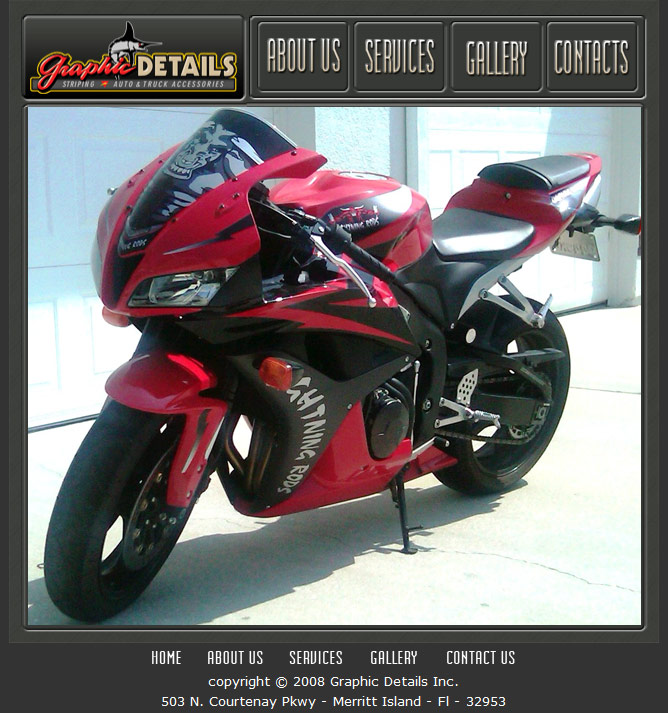 Graphic DETAILS
STRIPING AUTO & TRUCK ACCESSORIES
ABOUT US SERVICES GALLERY CONTACTS
LIGHTNING RODS
HOME ABOUT US SERVICES GALLERY CONTACT US
copyright © 2008 Graphic Details Inc.
503 N. Courtenay Pkwy - Merritt Island - Fl - 32953